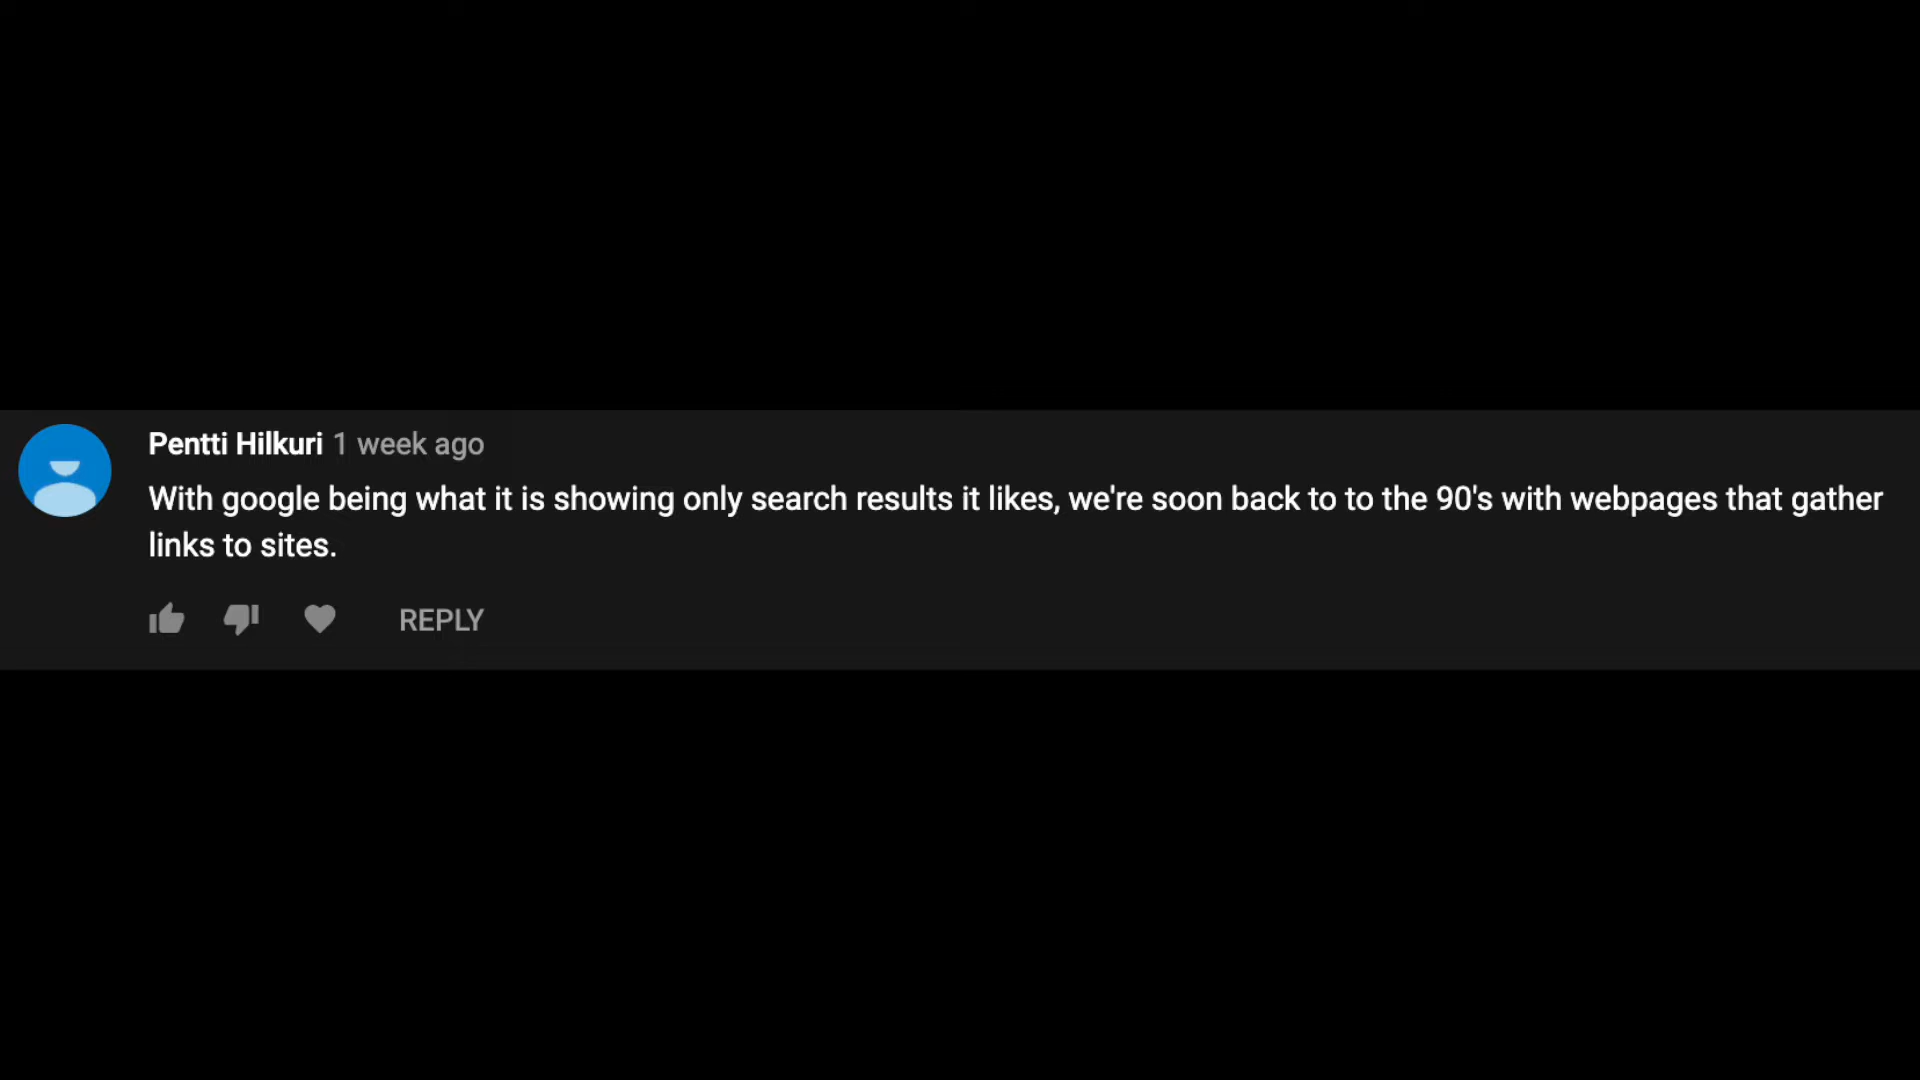 Pentti Hilkuri 1 week ago
With google being what it is showing only search results it likes, we're soon back to to the 90's with webpages that gather
links to sites.
REPLY